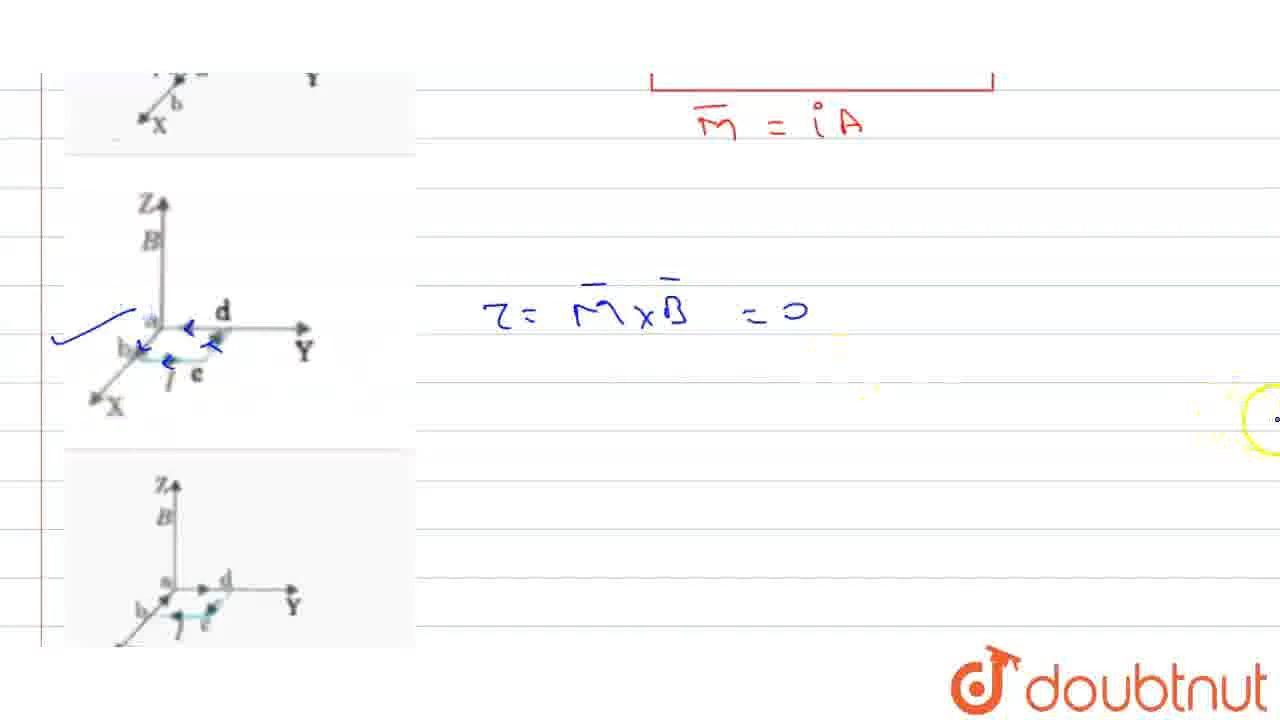 Y
b
X
M̅ = i A
Z
B
a
d
Y
b
c
I
X
τ = M̅ × B̅ = 0
Z
B
a
d
Y
b
c
I
doubtnut